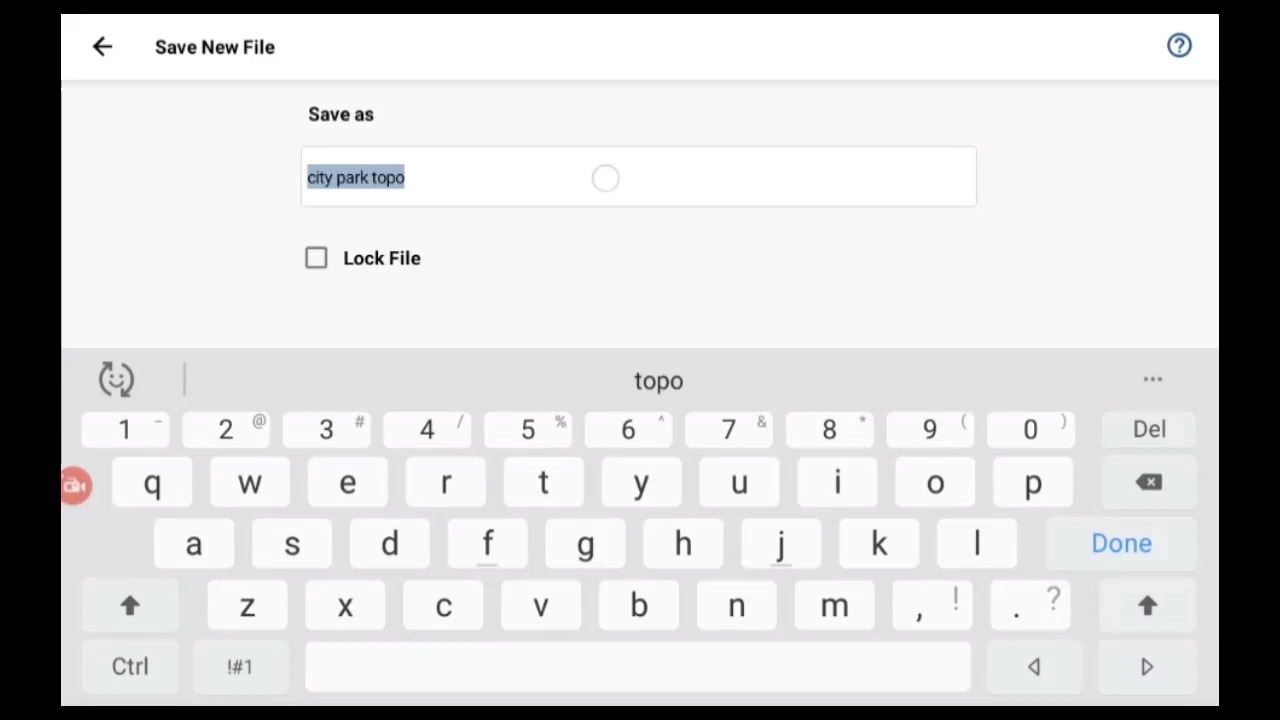 Save New File
Save as
city park topo
Lock File
topo
...
1 - 2 @ 3 # 4 / 5 % 6 ^ 7 & 8 * 9 ( 0 ) Del
q w e r t y u i o p
a s d f g h j k l Done
z x c v b n m , ! . ?
Ctrl !#1